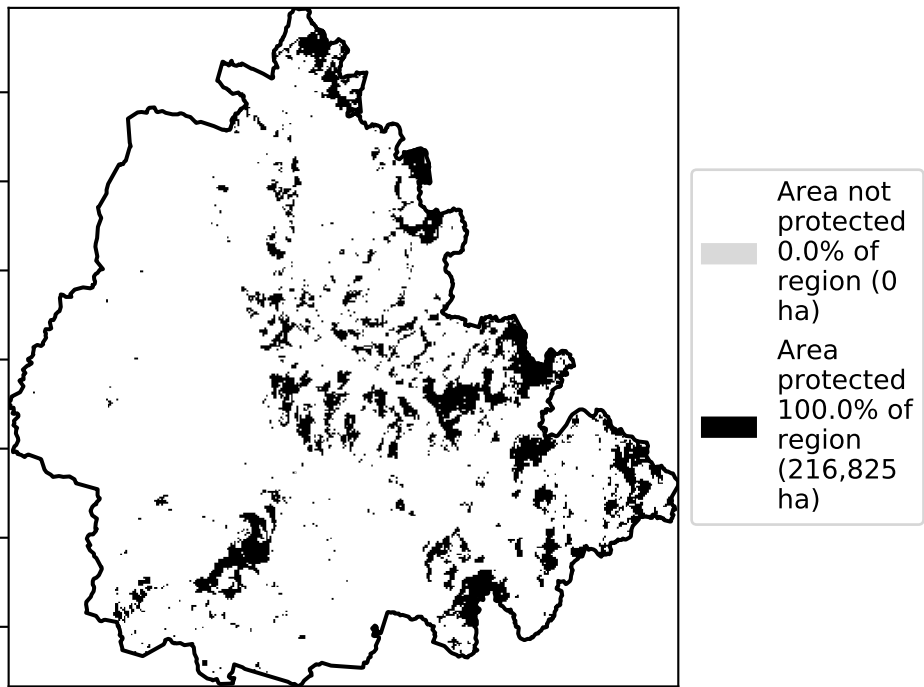 Area not
protected
0.0% of
region (0
ha)
Area
protected
100.0% of
region
(216,825
ha)